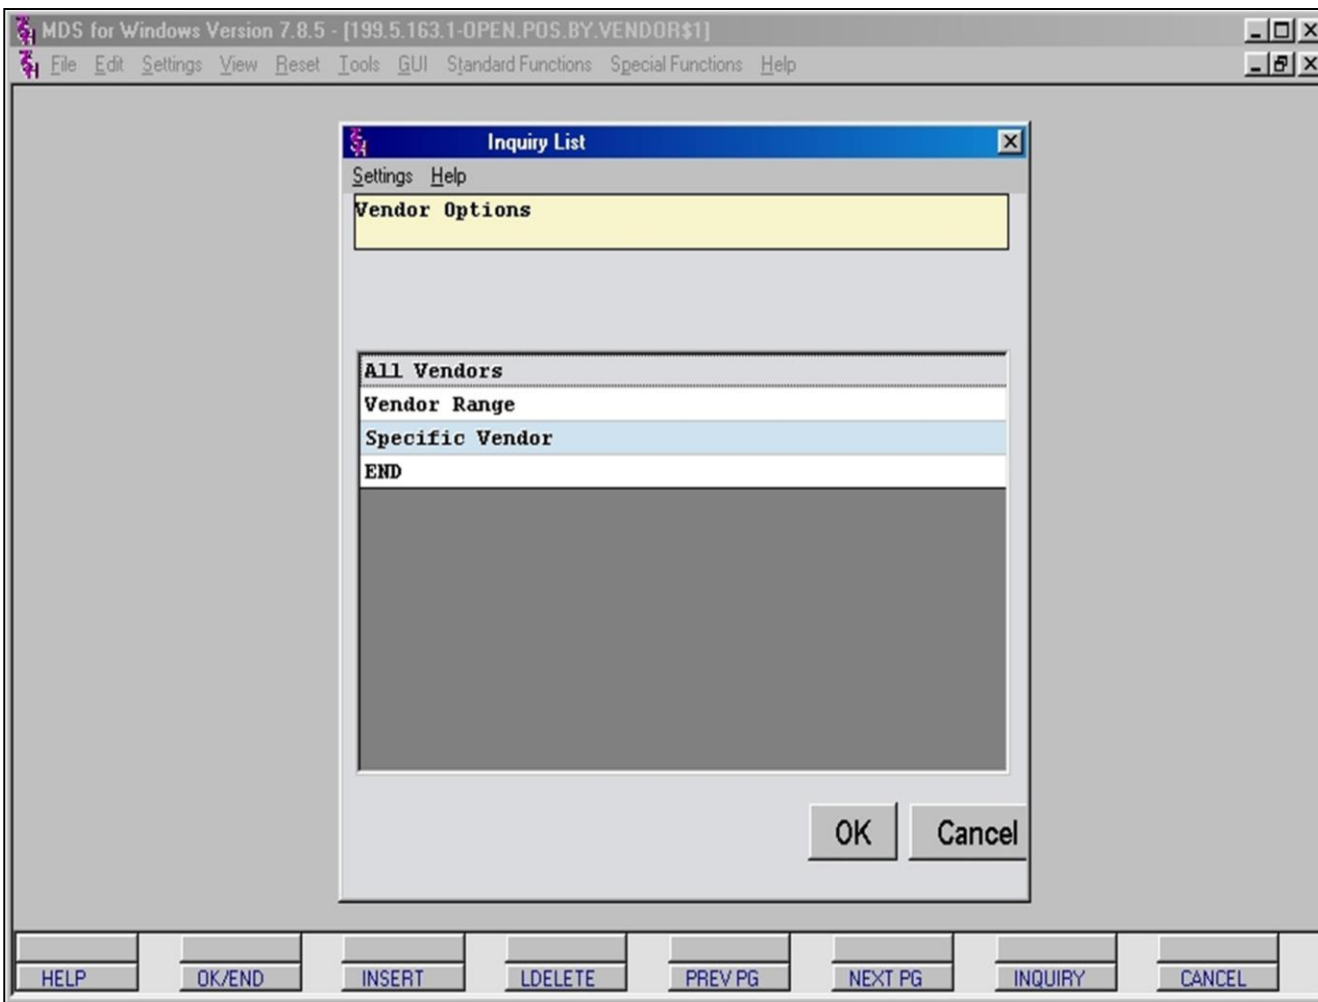 MDS for Windows Version 7.8.5 - [199.5.163.1-OPEN.POS.BY.VENDOR$1]
File Edit Settings View Reset Tools GUI Standard Functions Special Functions Help
Inquiry List
Settings Help
Vendor Options
All Vendors
Vendor Range
Specific Vendor
END
OK Cancel
HELP OK/END INSERT LDELETE PREV PG NEXT PG INQUIRY CANCEL